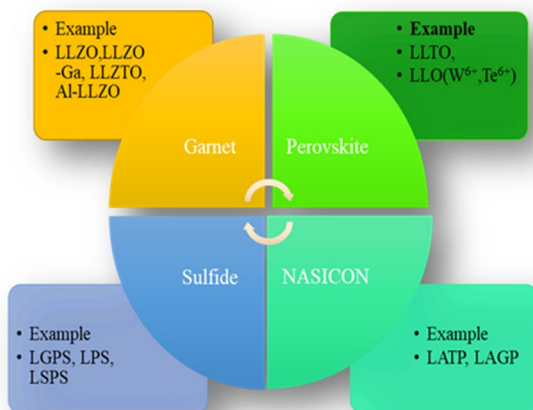 • Example
• LLZO,LLZO
-Ga, LLZTO,
Al-LLZO
• Example
• LLTO,
• LLO(W⁶⁺,Te⁶⁺)
Garnet
Perovskite
Sulfide
NASICON
• Example
• LGPS, LPS,
LSPS
• Example
• LATP, LAGP